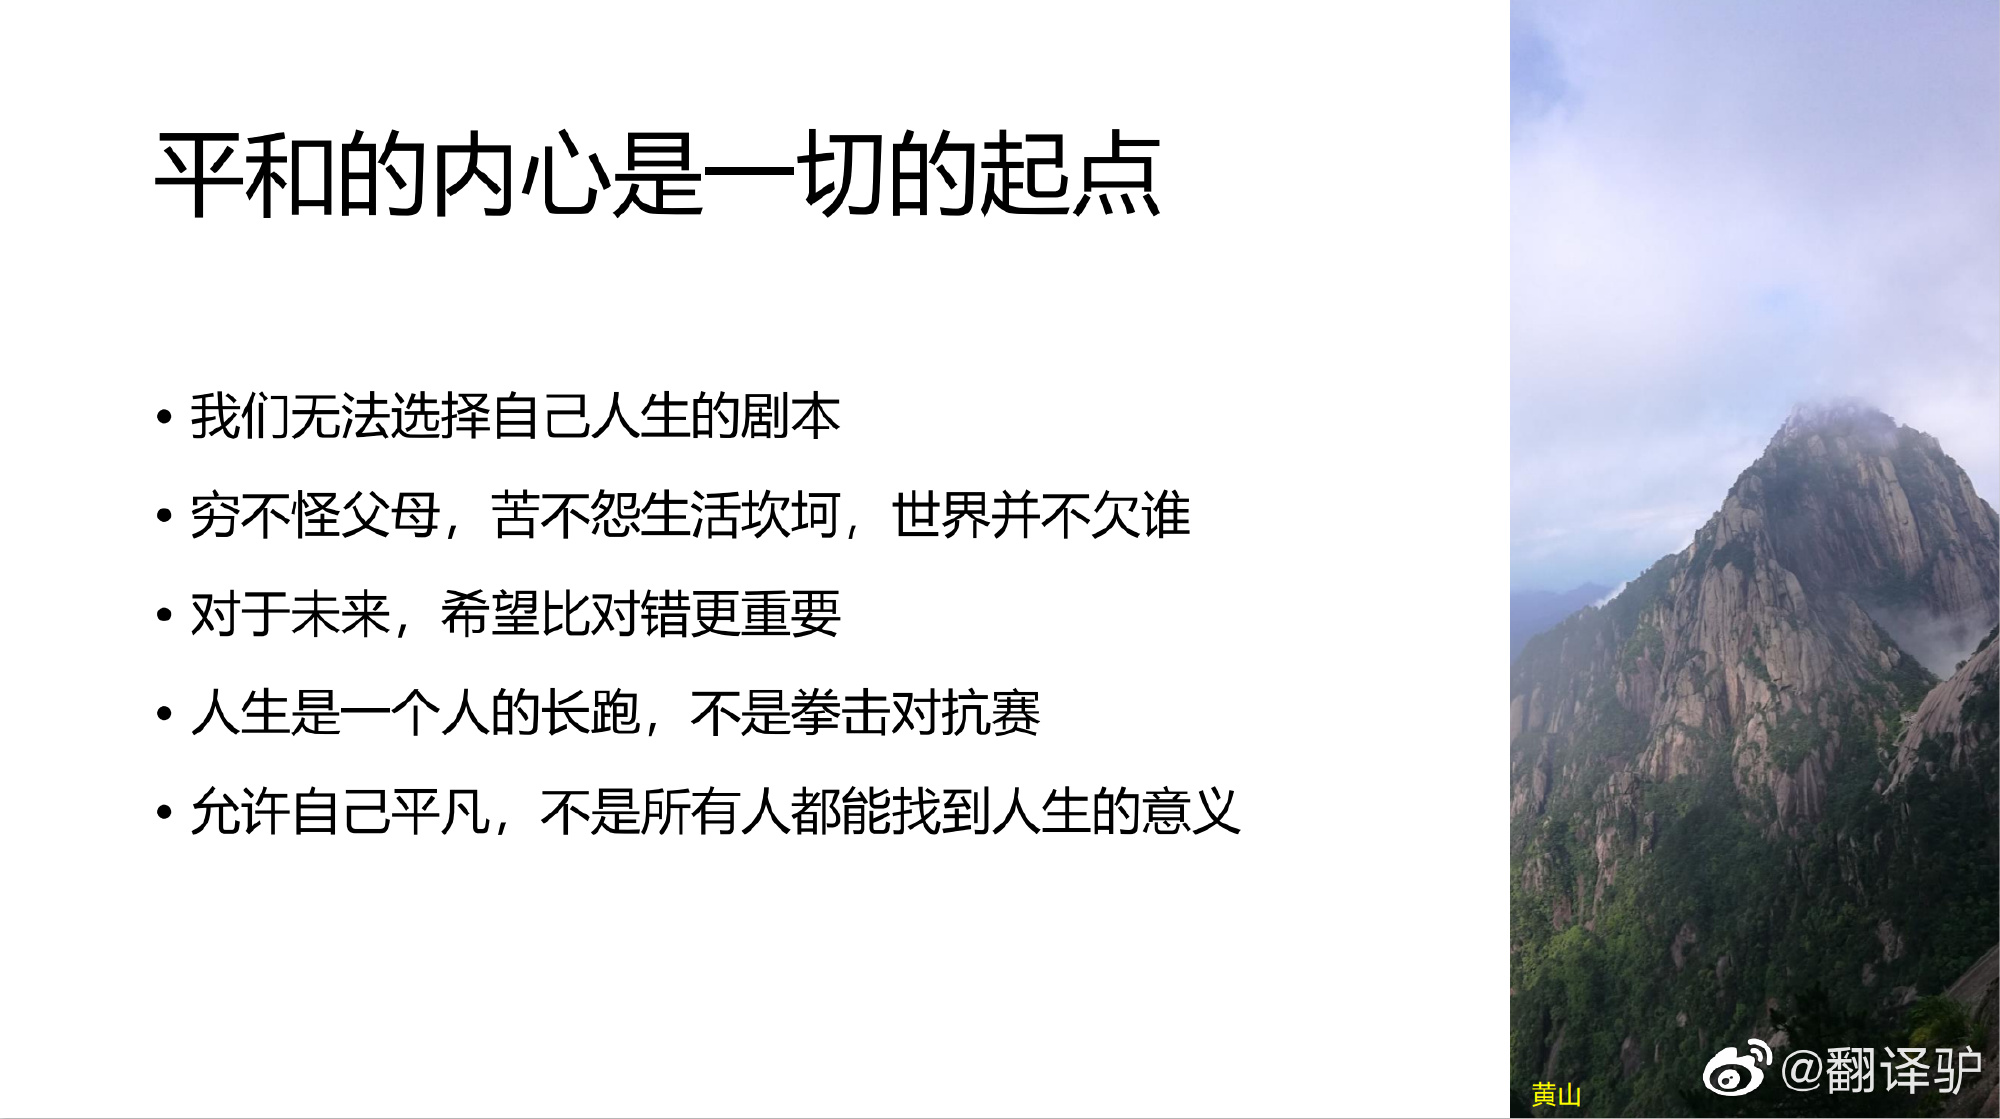 平和的内心是一切的起点
• 我们无法选择自己人生的剧本
• 穷不怪父母，苦不怨生活坎坷，世界并不欠谁
• 对于未来，希望比对错更重要
• 人生是一个人的长跑，不是拳击对抗赛
• 允许自己平凡，不是所有人都能找到人生的意义
黄山
@翻译驴